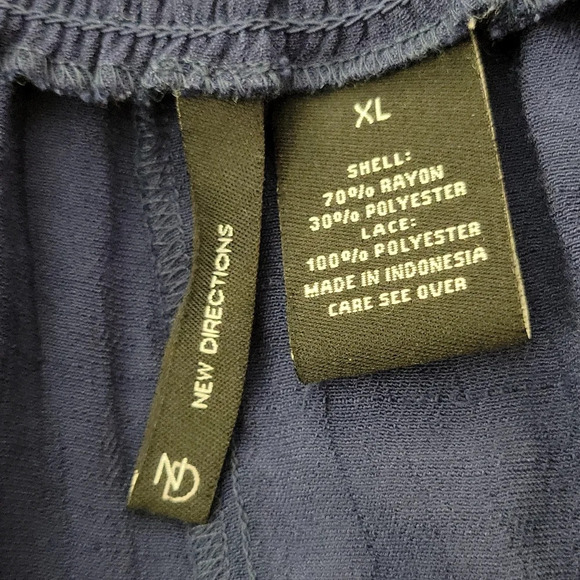 XL
SHELL:
70% RAYON
30% POLYESTER
LACE:
100% POLYESTER
MADE IN INDONESIA
CARE SEE OVER
NEW DIRECTIONS
ND